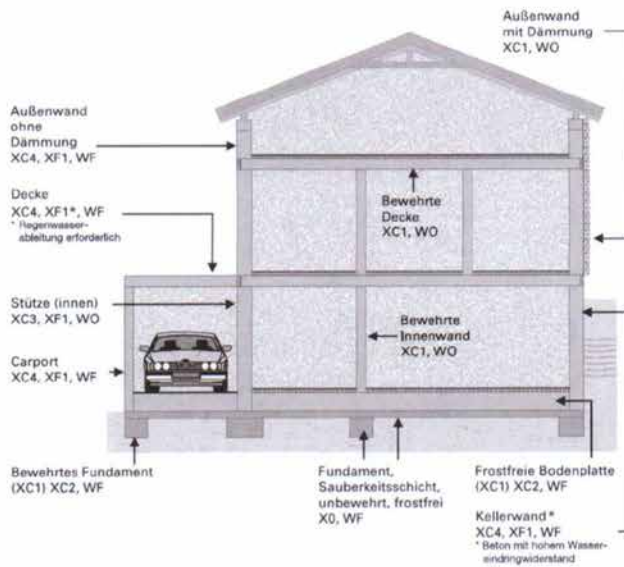 Außenwand
mit Dämmung
XC1, WO
Außenwand
ohne
Dämmung
XC4, XF1, WF
Decke
XC4, XF1*, WF
* Regenwasser-
ableitung erforderlich
Bewehrte
Decke
XC1, WO
Stütze (innen)
XC3, XF1, WO
Bewehrte
Innenwand
XC1, WO
Carport
XC4, XF1, WF
Bewehrtes Fundament
(XC1) XC2, WF
Fundament,
Sauberkeitsschicht,
unbewehrt, frostfrei
X0, WF
Frostfreie Bodenplatte
(XC1) XC2, WF
Kellerwand*
XC4, XF1, WF
* Beton mit hohem Wasser-
eindringwiderstand